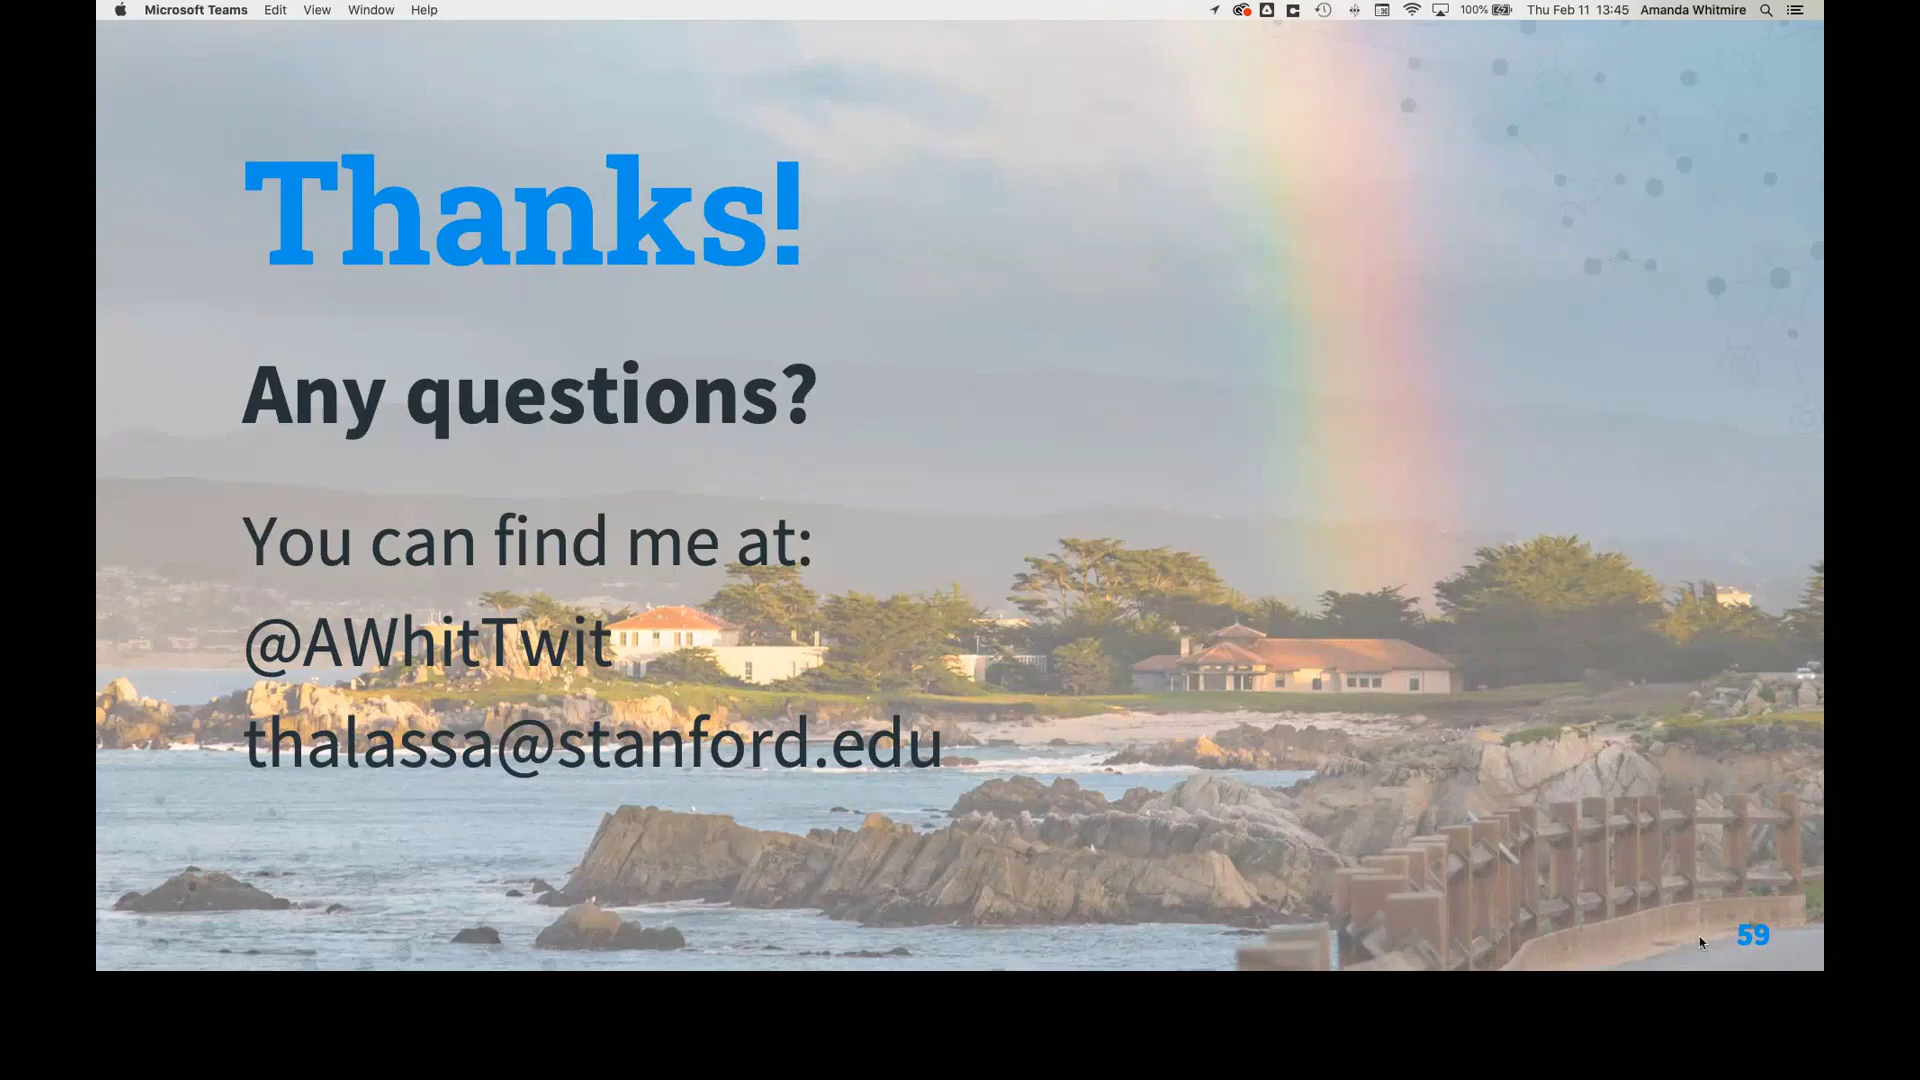 Microsoft Teams Edit View Window Help 100% Thu Feb 11 13:45 Amanda Whitmire
Thanks!
Any questions?
You can find me at:
@AWhitTwit
thalassa@stanford.edu
59